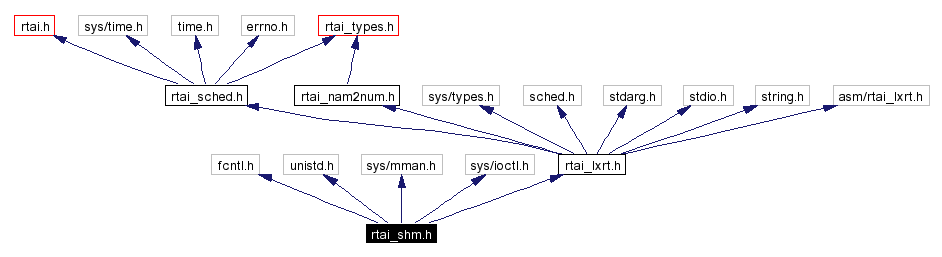 rtai.h
sys/time.h
time.h
errno.h
rtai_types.h
rtai_sched.h
rtai_nam2num.h
sys/types.h
sched.h
stdarg.h
stdio.h
string.h
asm/rtai_lxrt.h
fcntl.h
unistd.h
sys/mman.h
sys/ioctl.h
rtai_lxrt.h
rtai_shm.h